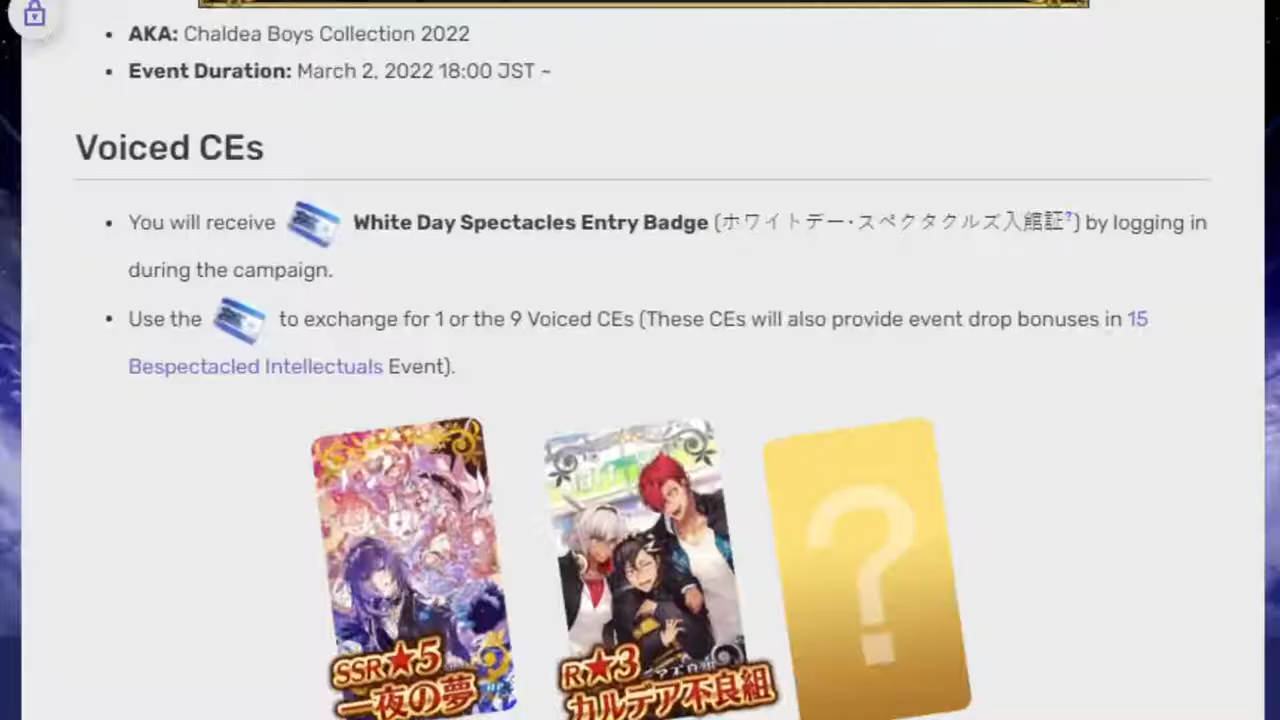 AKA: Chaldea Boys Collection 2022
Event Duration: March 2, 2022 18:00 JST ~
Voiced CEs
You will receive White Day Spectacles Entry Badge (ホワイトデー・スペクタクルズ入館証?) by logging in
during the campaign.
Use the to exchange for 1 or the 9 Voiced CEs (These CEs will also provide event drop bonuses in 15
Bespectacled Intellectuals Event).
SSR★5
一夜の夢
R★3
カルデア不良組
?